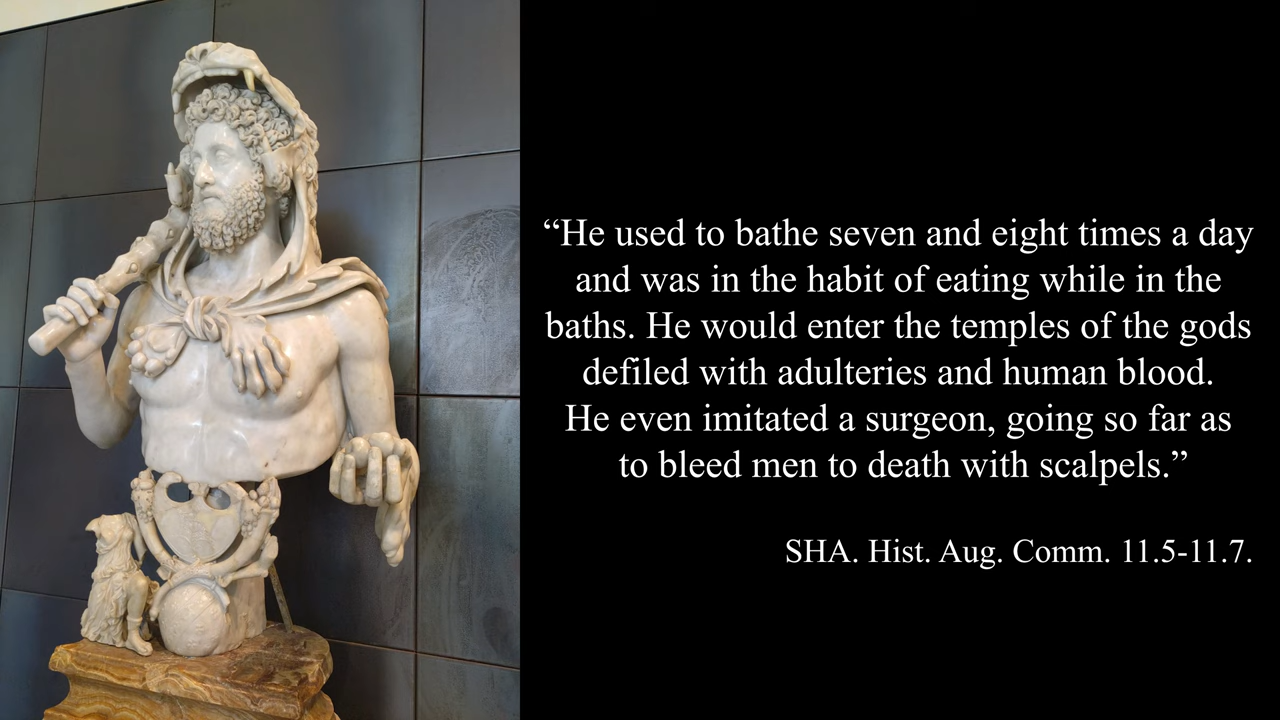 “He used to bathe seven and eight times a day
and was in the habit of eating while in the
baths. He would enter the temples of the gods
defiled with adulteries and human blood.
He even imitated a surgeon, going so far as
to bleed men to death with scalpels.”
SHA. Hist. Aug. Comm. 11.5-11.7.